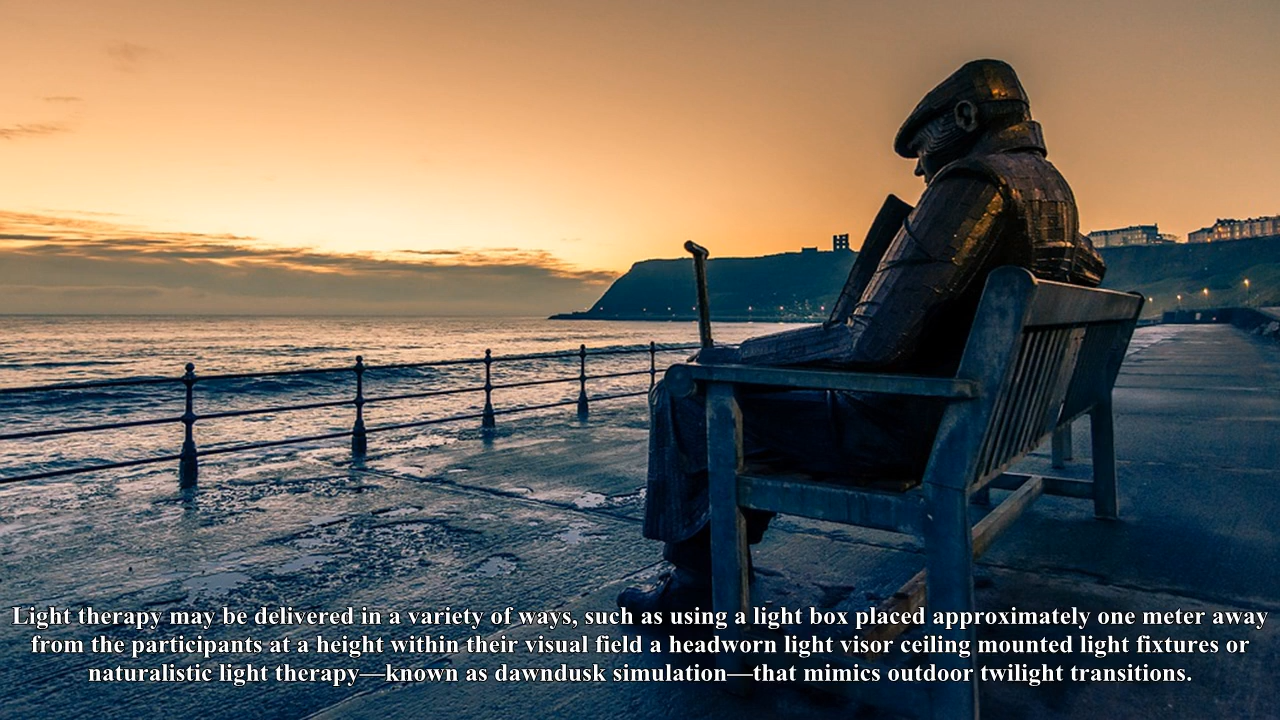 Light therapy may be delivered in a variety of ways, such as using a light box placed approximately one meter away
from the participants at a height within their visual field a headworn light visor ceiling mounted light fixtures or
naturalistic light therapy—known as dawndusk simulation—that mimics outdoor twilight transitions.